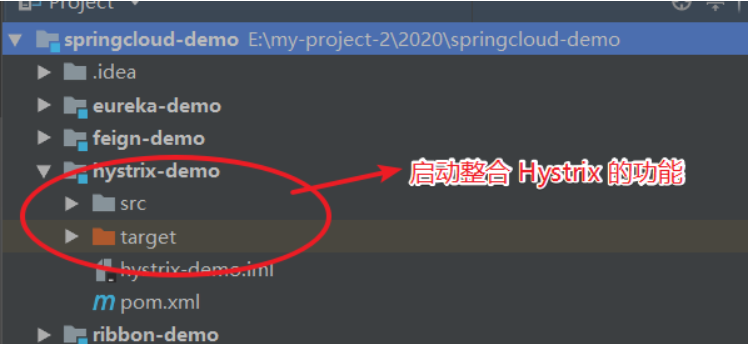 Project
springcloud-demo E:\my-project-2\2020\springcloud-demo
.idea
eureka-demo
feign-demo
hystrix-demo
启动整合 Hystrix 的功能
src
target
hystrix-demo.iml
pom.xml
ribbon-demo